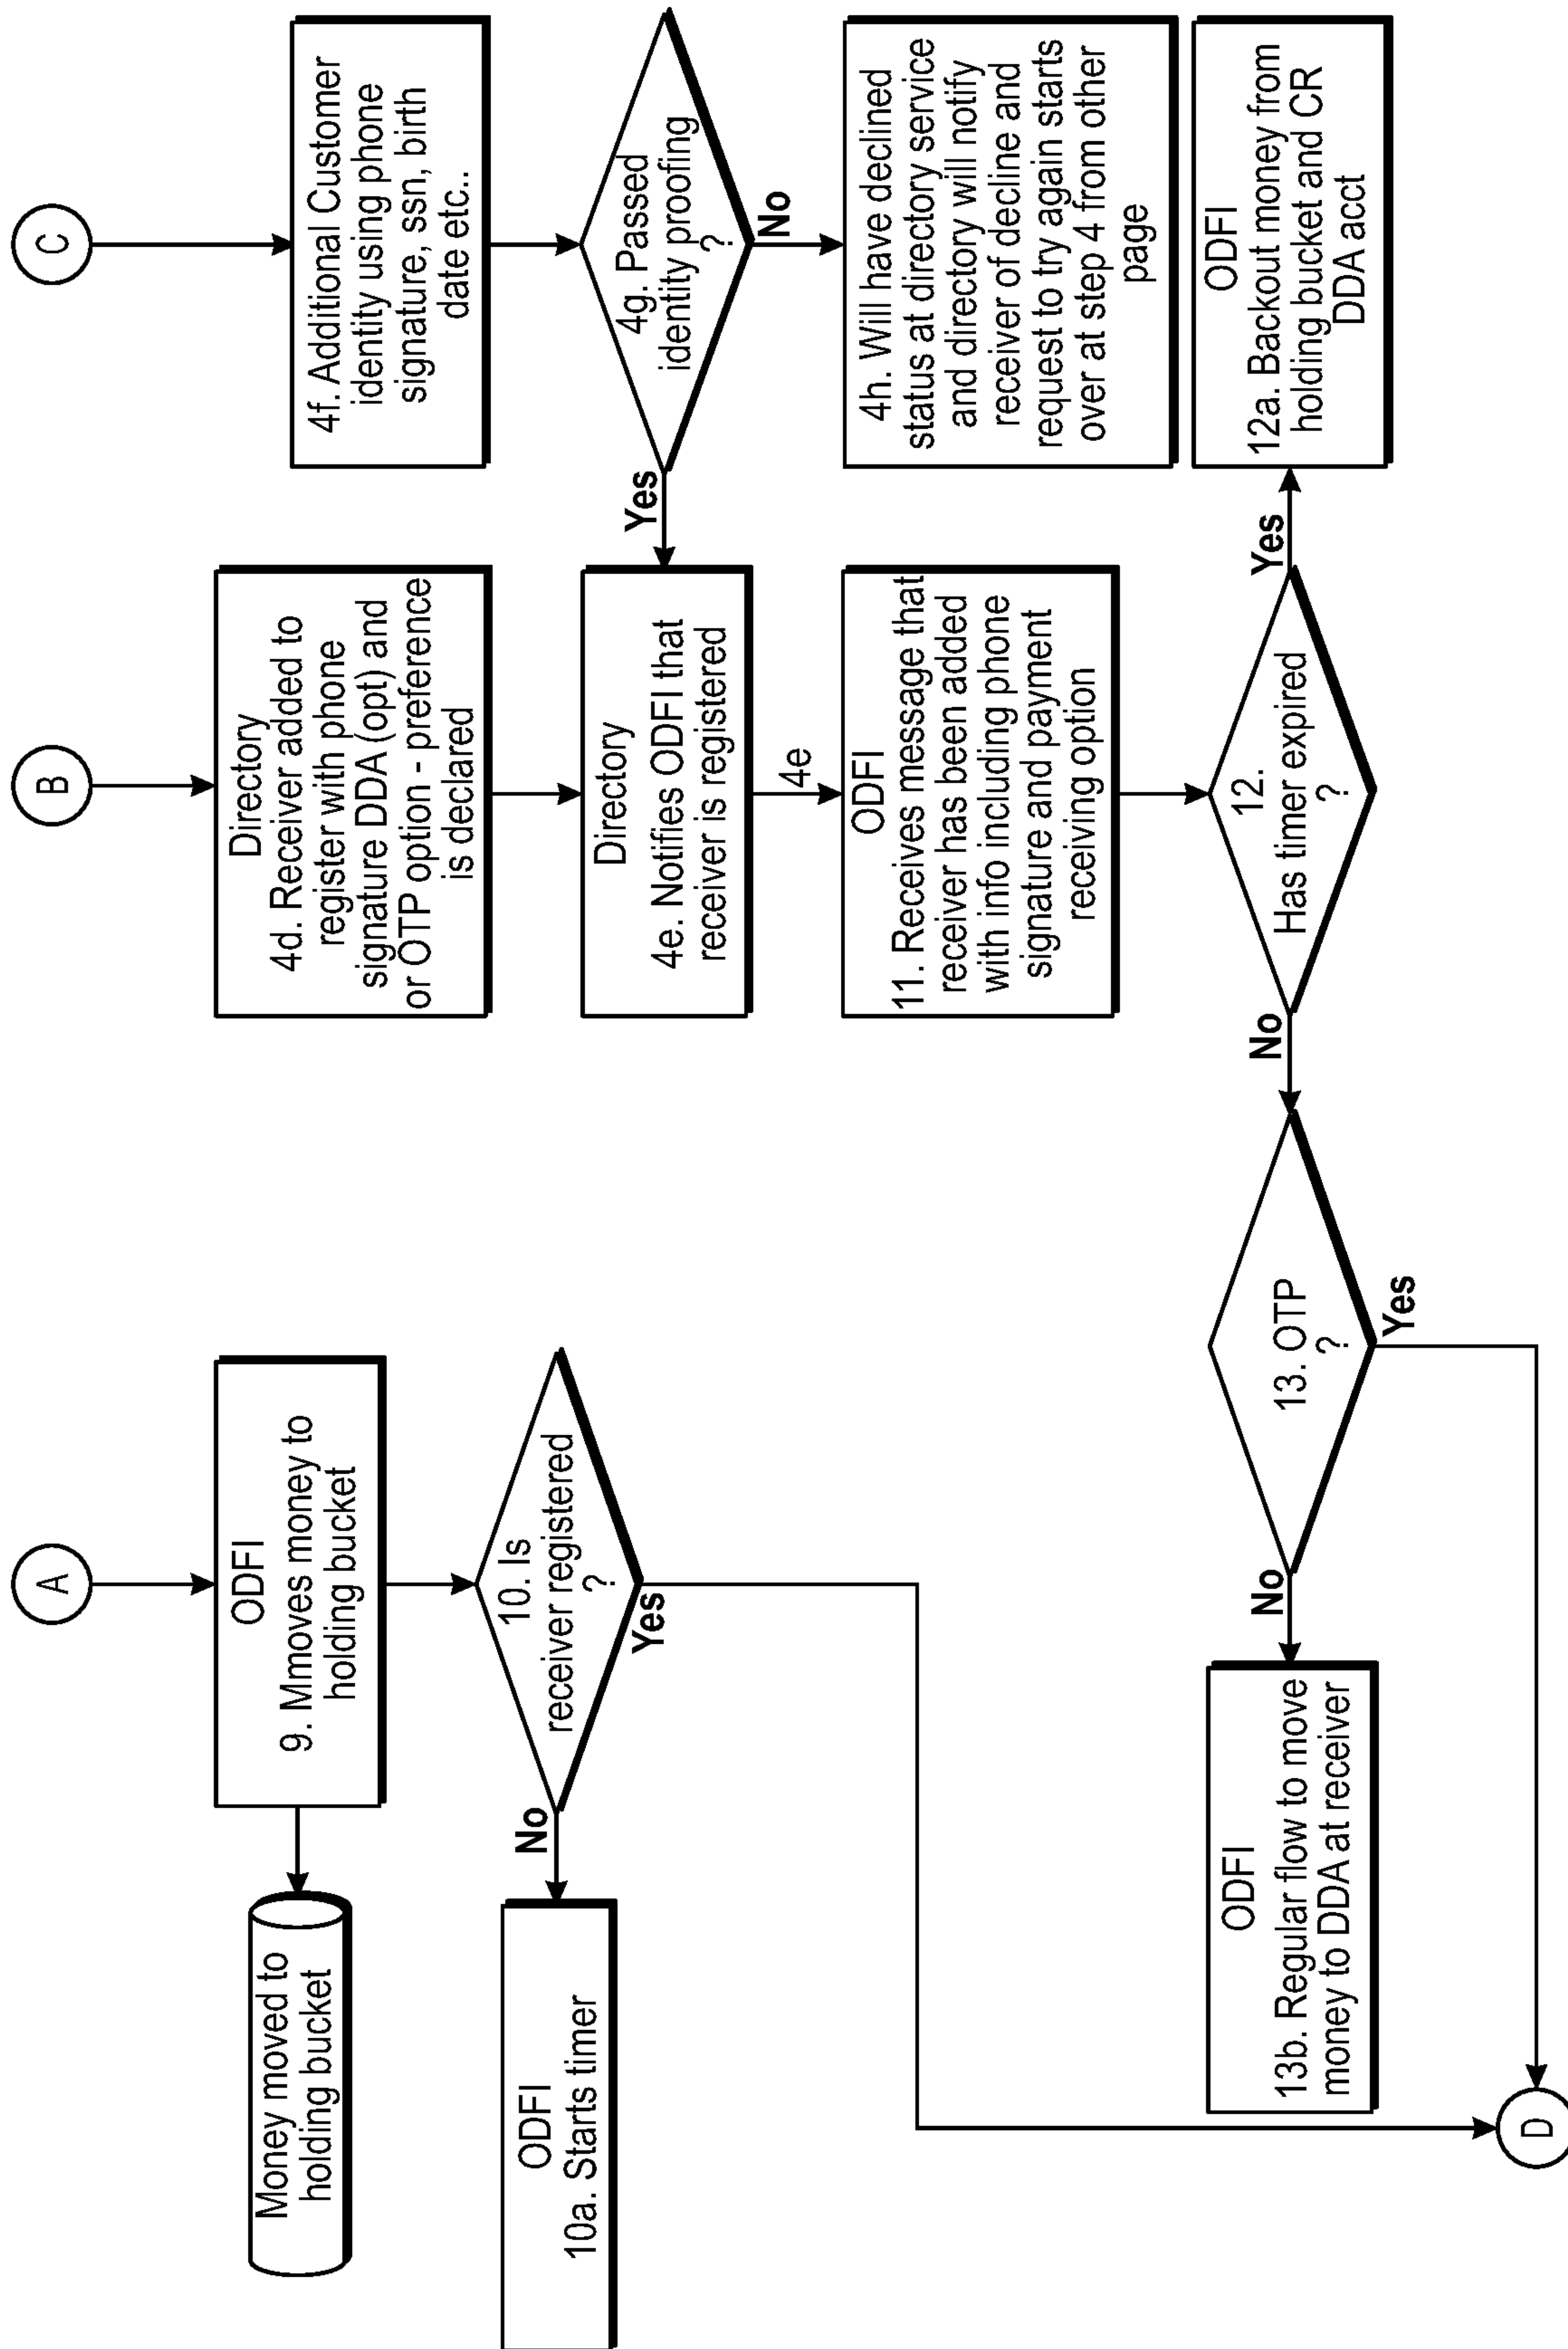 A
ODFI
9. Mmoves money to
holding bucket
Money moved to
holding bucket
10. Is
receiver registered
?
No
Yes
ODFI
10a. Starts timer
B
Directory
4d. Receiver added to
register with phone
signature DDA (opt) and
or OTP option - preference
is declared
Directory
4e. Notifies ODFI that
receiver is registered
4e
ODFI
11. Receives message that
receiver has been added
with info including phone
signature and payment
receiving option
12.
Has timer expired
?
No
Yes
C
4f. Additional Customer
identity using phone
signature, ssn, birth
date etc..
4g. Passed
identity proofing
?
Yes
No
4h. Will have declined
status at directory service
and directory will notify
receiver of decline and
request to try again starts
over at step 4 from other
page
ODFI
12a. Backout money from
holding bucket and CR
DDA acct
13. OTP
?
No
Yes
ODFI
13b. Regular flow to move
money to DDA at receiver
D